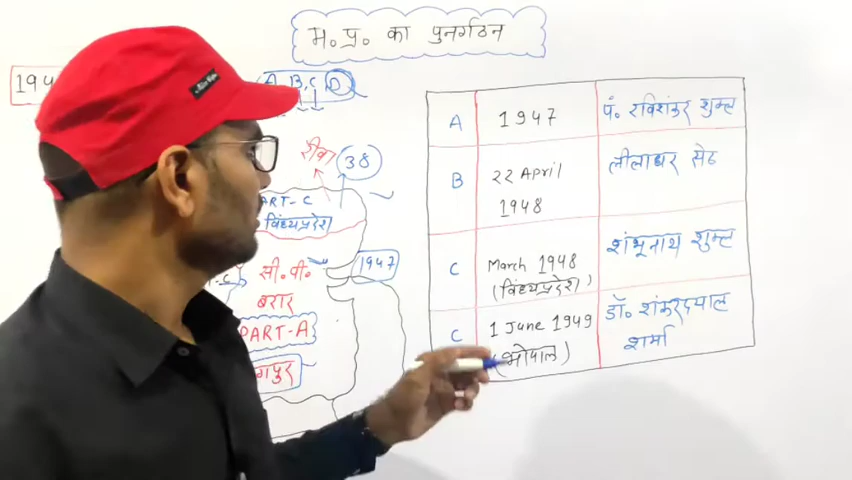 म. प्र. का पुनर्गठन
194
A B, C D
रीवा 38
ART-C
विंध्यप्रदेश
सी. वी.
1947
बरार
PART-A
गपुर
A 1947 पं. रविशंकर शुक्ल
B 22 April 1948 लीलाधर सेठ
C March 1948 (विंध्यप्रदेश) शंभूनाथ शुक्ल
C 1 June 1949 (भोपाल) डॉ. शंकरदयाल शर्मा